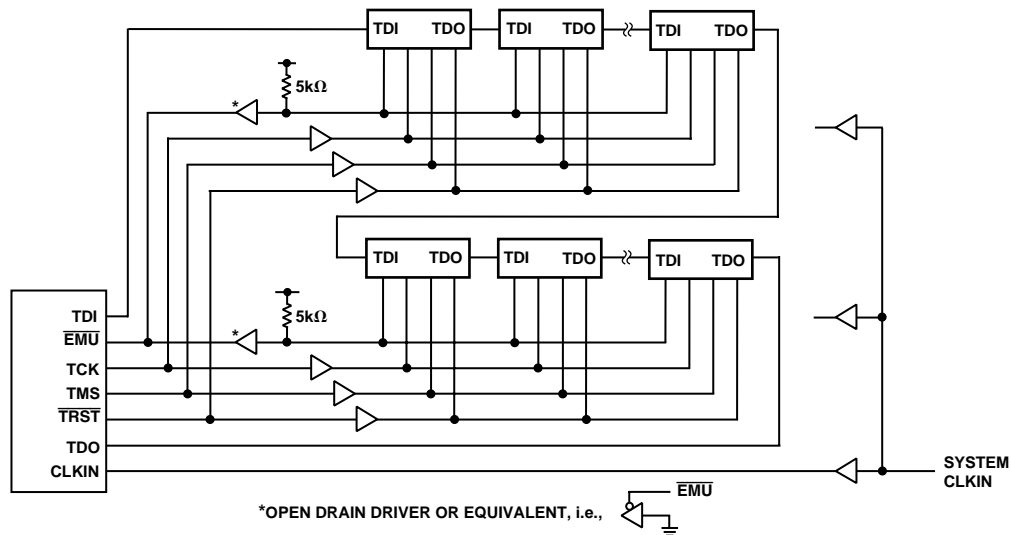 TDI TDO TDI TDO TDI TDO
5kΩ
*
TDI TDO TDI TDO TDI TDO
5kΩ
*
TDI
EMU
TCK
TMS
TRST
TDO
CLKIN
SYSTEM
CLKIN
EMU
*OPEN DRAIN DRIVER OR EQUIVALENT, i.e.,